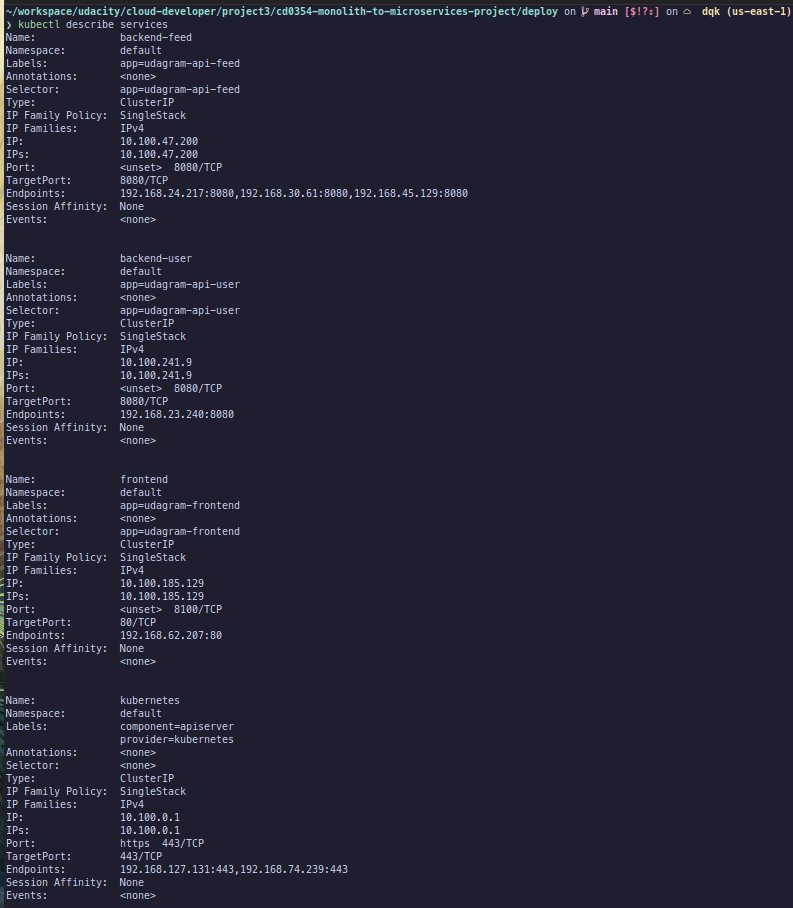 ~/workspace/udacity/cloud-developer/project3/cd0354-monolith-to-microservices-project/deploy on main [$!?⇕] on dqk (us-east-1)
❯ kubectl describe services
Name:              backend-feed
Namespace:         default
Labels:            app=udagram-api-feed
Annotations:       <none>
Selector:          app=udagram-api-feed
Type:              ClusterIP
IP Family Policy:  SingleStack
IP Families:       IPv4
IP:                10.100.47.200
IPs:               10.100.47.200
Port:              <unset>  8080/TCP
TargetPort:        8080/TCP
Endpoints:         192.168.24.217:8080,192.168.30.61:8080,192.168.45.129:8080
Session Affinity:  None
Events:            <none>
Name:              backend-user
Namespace:         default
Labels:            app=udagram-api-user
Annotations:       <none>
Selector:          app=udagram-api-user
Type:              ClusterIP
IP Family Policy:  SingleStack
IP Families:       IPv4
IP:                10.100.241.9
IPs:               10.100.241.9
Port:              <unset>  8080/TCP
TargetPort:        8080/TCP
Endpoints:         192.168.23.240:8080
Session Affinity:  None
Events:            <none>
Name:              frontend
Namespace:         default
Labels:            app=udagram-frontend
Annotations:       <none>
Selector:          app=udagram-frontend
Type:              ClusterIP
IP Family Policy:  SingleStack
IP Families:       IPv4
IP:                10.100.185.129
IPs:               10.100.185.129
Port:              <unset>  8100/TCP
TargetPort:        80/TCP
Endpoints:         192.168.62.207:80
Session Affinity:  None
Events:            <none>
Name:              kubernetes
Namespace:         default
Labels:            component=apiserver
                   provider=kubernetes
Annotations:       <none>
Selector:          <none>
Type:              ClusterIP
IP Family Policy:  SingleStack
IP Families:       IPv4
IP:                10.100.0.1
IPs:               10.100.0.1
Port:              https  443/TCP
TargetPort:        443/TCP
Endpoints:         192.168.127.131:443,192.168.74.239:443
Session Affinity:  None
Events:            <none>